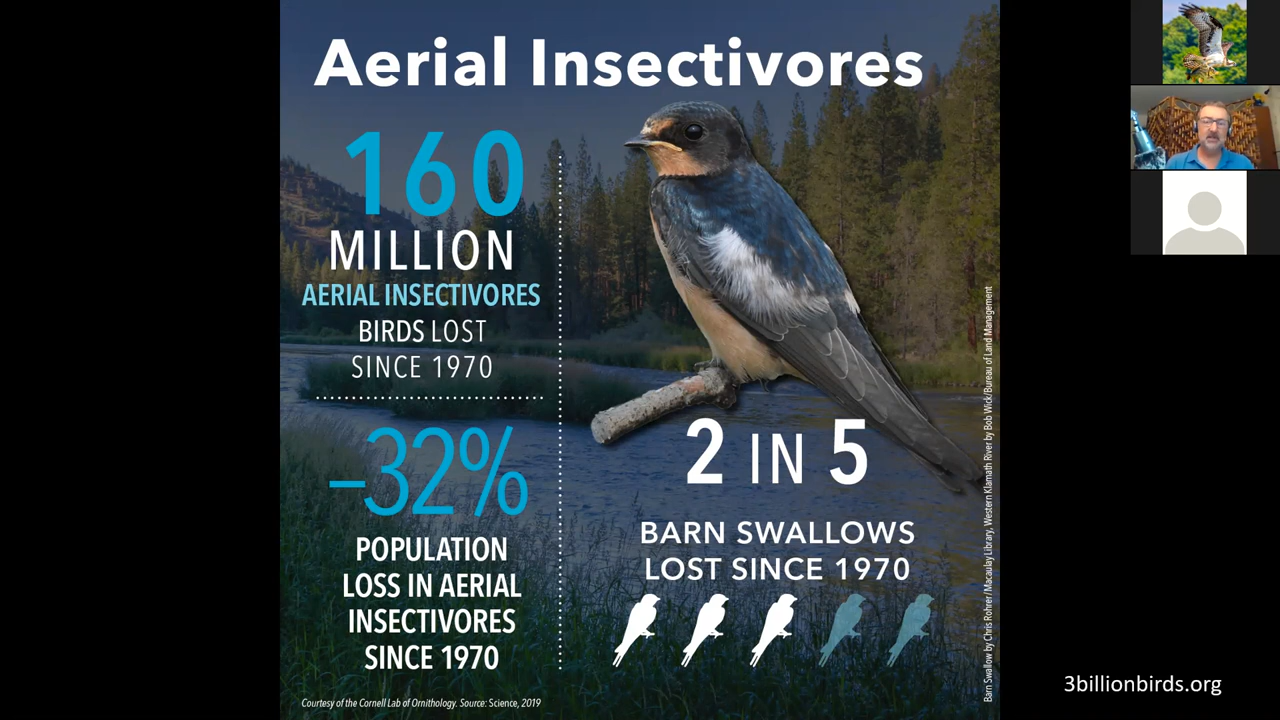 Aerial Insectivores
160
MILLION
AERIAL INSECTIVORES
BIRDS LOST
SINCE 1970
–32%
POPULATION
LOSS IN AERIAL
INSECTIVORES
SINCE 1970
2 IN 5
BARN SWALLOWS
LOST SINCE 1970
Courtesy of the Cornell Lab of Ornithology. Source: Science, 2019
Barn Swallow by Chris Rohrer/Macaulay Library, Western Klamath River by Bob Wick/Bureau of Land Management
3billionbirds.org